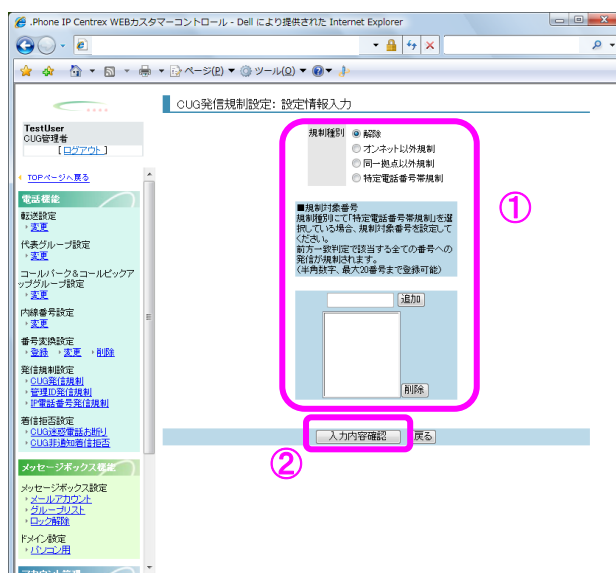 .Phone IP Centrex WEBカスタマーコントロール - Dell により提供された Internet Explorer
ページ(P) ツール(O)
TestUser
CUG管理者
[ログアウト]
TOPページへ戻る
電話機能
転送設定
変更
代表グループ設定
変更
コールパーク&コールピックア
ップグループ設定
変更
内線番号設定
変更
番号変換設定
登録 変更 削除
発信規制設定
CUG発信規制
管理ID発信規制
IP電話番号発信規制
着信拒否設定
CUG迷惑電話お断り
CUG非通知着信拒否
メッセージボックス機能
メッセージボックス設定
メールアカウント
グループリスト
ロック解除
ドメイン設定
パソコン用
アカウント管理
CUG発信規制設定: 設定情報入力
規制種別 解除
オンネット以外規制
同一拠点以外規制
特定電話番号帯規制
①
■規制対象番号
規制種別にて「特定電話番号帯規制」を選
択している場合、規制対象番号を設定して
ください。
前方一致判定で該当する全ての番号への
発信が規制されます。
(半角数字、最大20番号まで登録可能)
追加
削除
入力内容確認 戻る
②